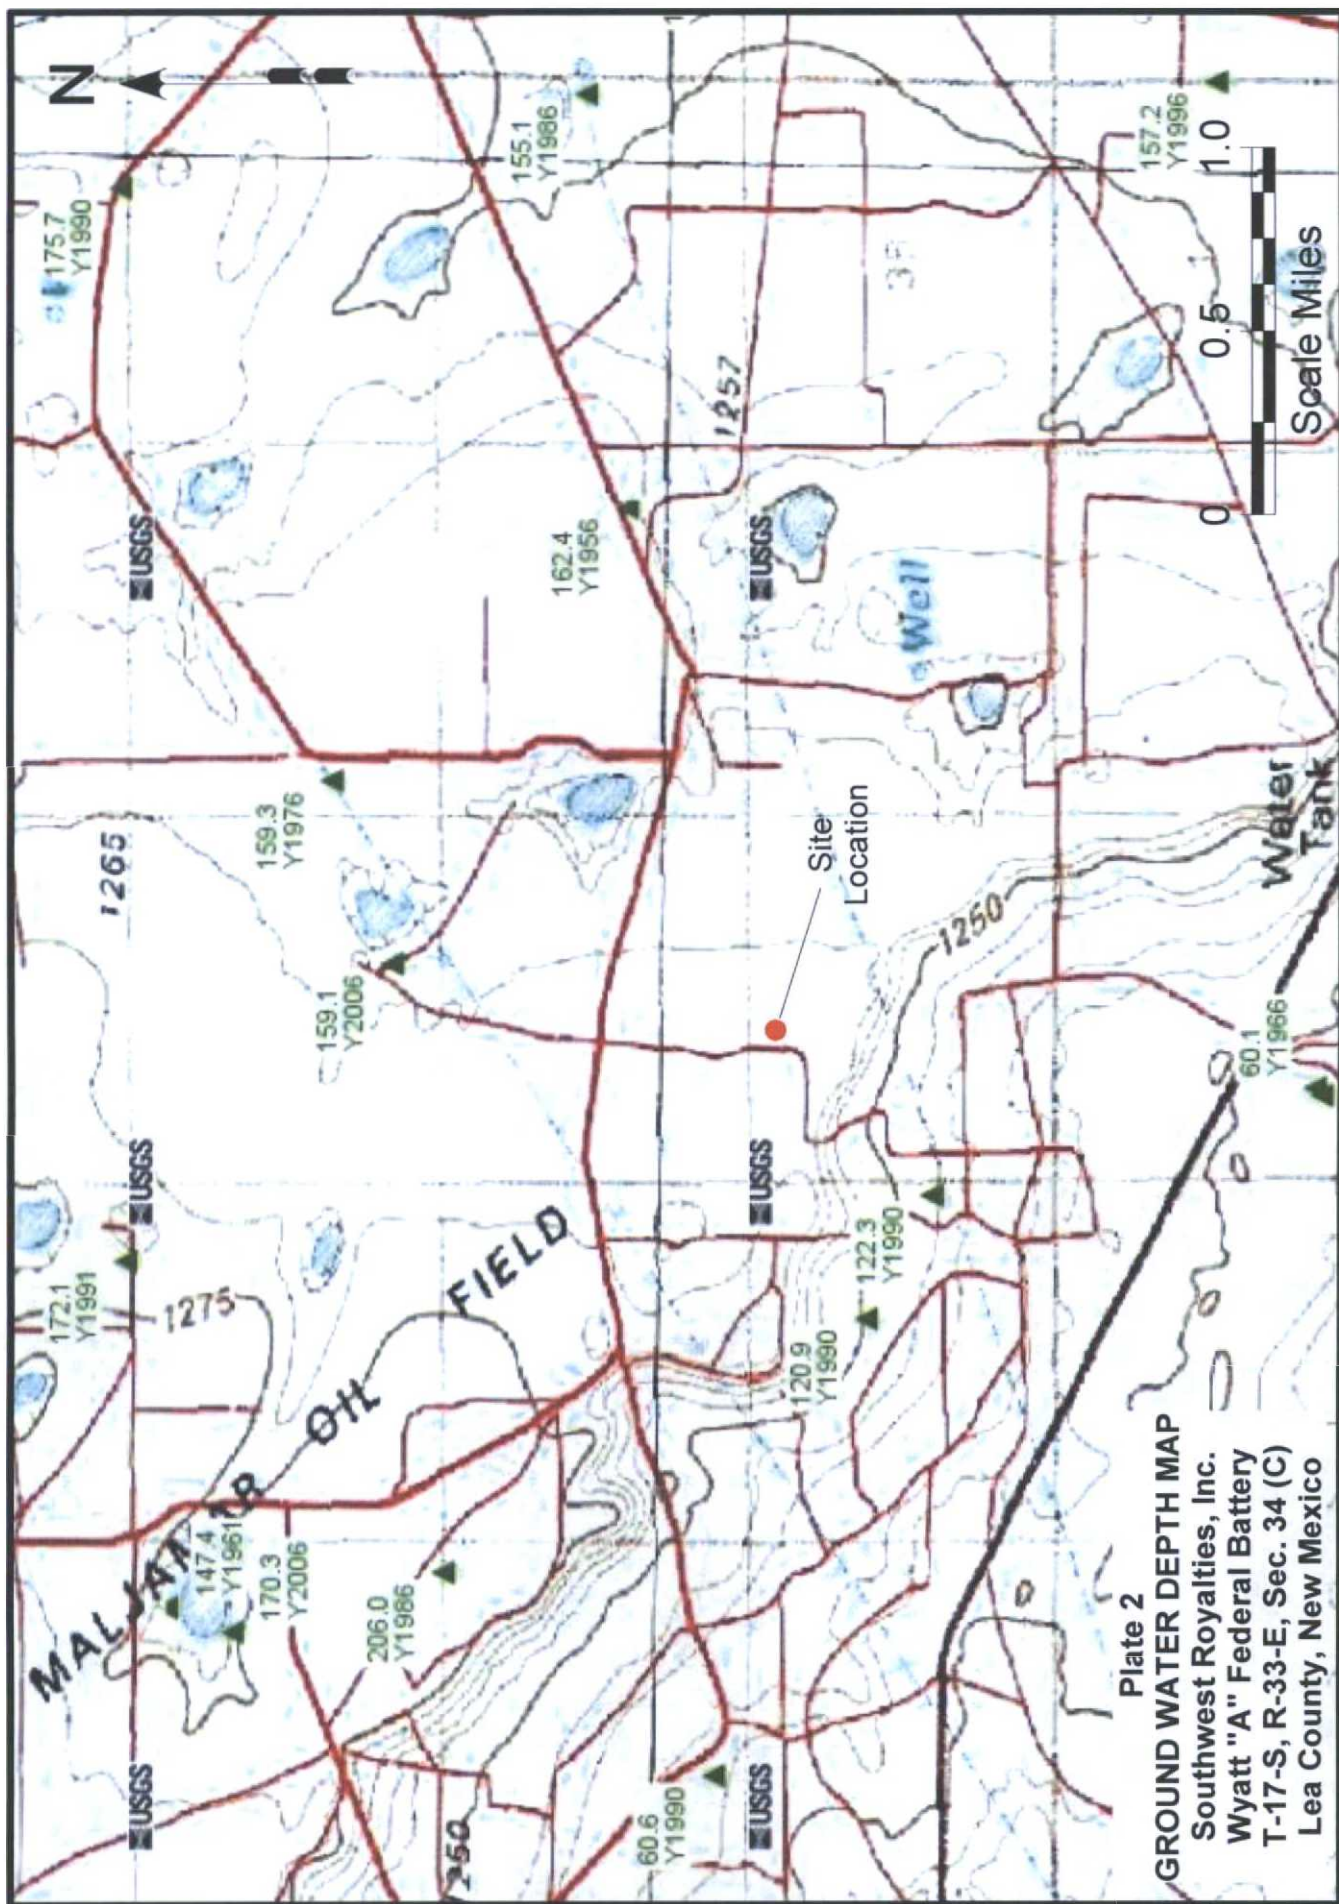 N
175.7
Y1990
155.1
Y1986
157.2
Y1996
1257
162.4
Y1956
USGS
USGS
Well
0
0.5
1.0
Scale Miles
1265
159.3
Y1976
159.1
Y2006
Site
Location
1250
Water
Tank
60.1
Y1966
USGS
USGS
172.1
Y1991
1275
MALJAMAR OIL FIELD
122.3
Y1990
120.9
Y1990
147.4
Y1961
170.3
Y2006
206.0
Y1986
60.6
Y1990
1250
USGS
USGS
Plate 2
GROUND WATER DEPTH MAP
Southwest Royalties, Inc.
Wyatt "A" Federal Battery
T-17-S, R-33-E, Sec. 34 (C)
Lea County, New Mexico